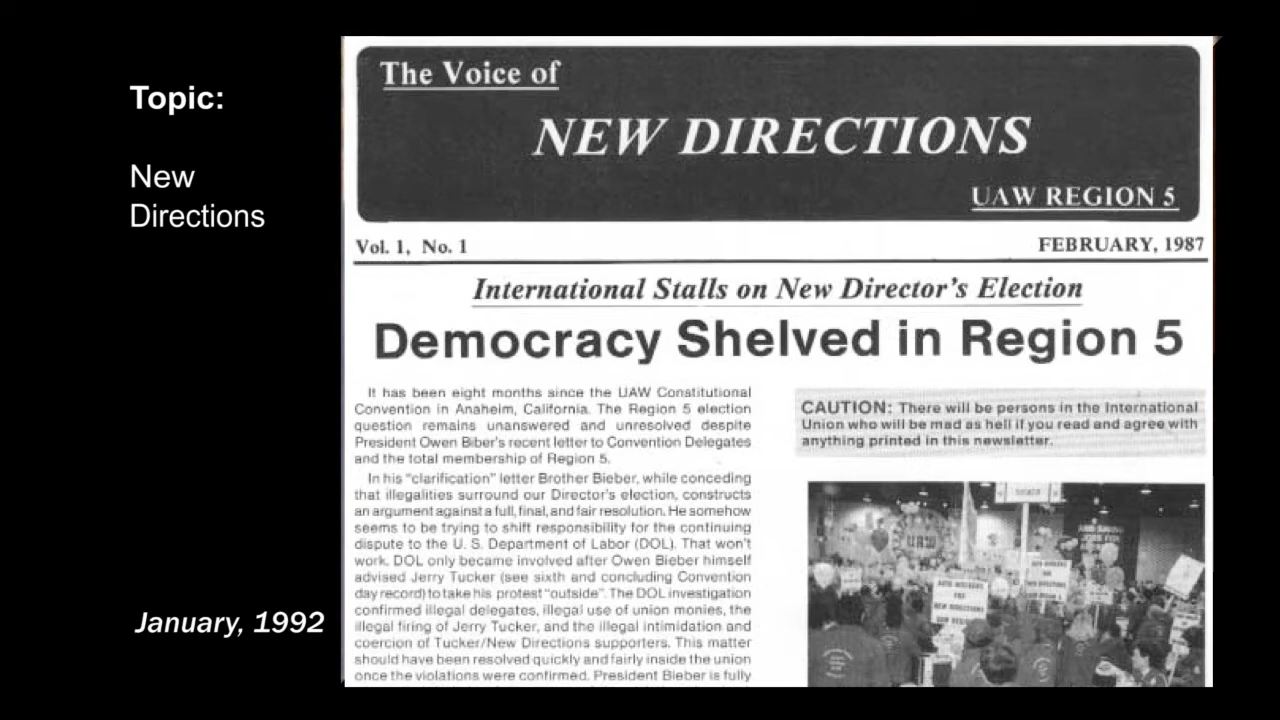 Topic:
New
Directions
January, 1992
The Voice of
NEW DIRECTIONS
UAW REGION 5
Vol. 1, No. 1
FEBRUARY, 1987
International Stalls on New Director's Election
Democracy Shelved in Region 5
It has been eight months since the UAW Constitutional
Convention in Anaheim, California. The Region 5 election
question remains unanswered and unresolved despite
President Owen Biber's recent letter to Convention Delegates
and the total membership of Region 5.
In his "clarification" letter Brother Bieber, while conceding
that illegalities surround our Director's election, constructs
an argument against a full, final, and fair resolution. He somehow
seems to be trying to shift responsibility for the continuing
dispute to the U. S. Department of Labor (DOL). That won't
work. DOL only became involved after Owen Bieber himself
advised Jerry Tucker (see sixth and concluding Convention
day record) to take his protest "outside". The DOL investigation
confirmed illegal delegates, illegal use of union monies, the
illegal firing of Jerry Tucker, and the illegal intimidation and
coercion of Tucker/New Directions supporters. This matter
should have been resolved quickly and fairly inside the union
once the violations were confirmed. President Bieber is fully
CAUTION: There will be persons in the International
Union who will be mad as hell if you read and agree with
anything printed in this newsletter.
UAW
AUTO WORKERS
FOR
NEW DIRECTIONS